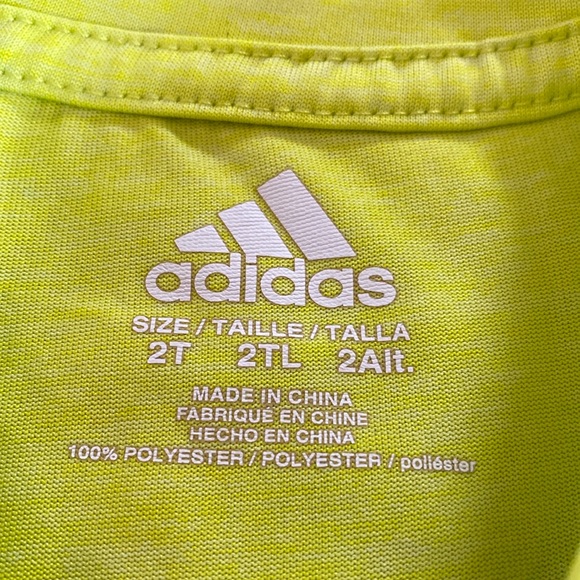 adidas
SIZE / TAILLE / TALLA
2T 2TL 2Alt.
MADE IN CHINA
FABRIQUÉ EN CHINE
HECHO EN CHINA
100% POLYESTER / POLYESTER / poliéster